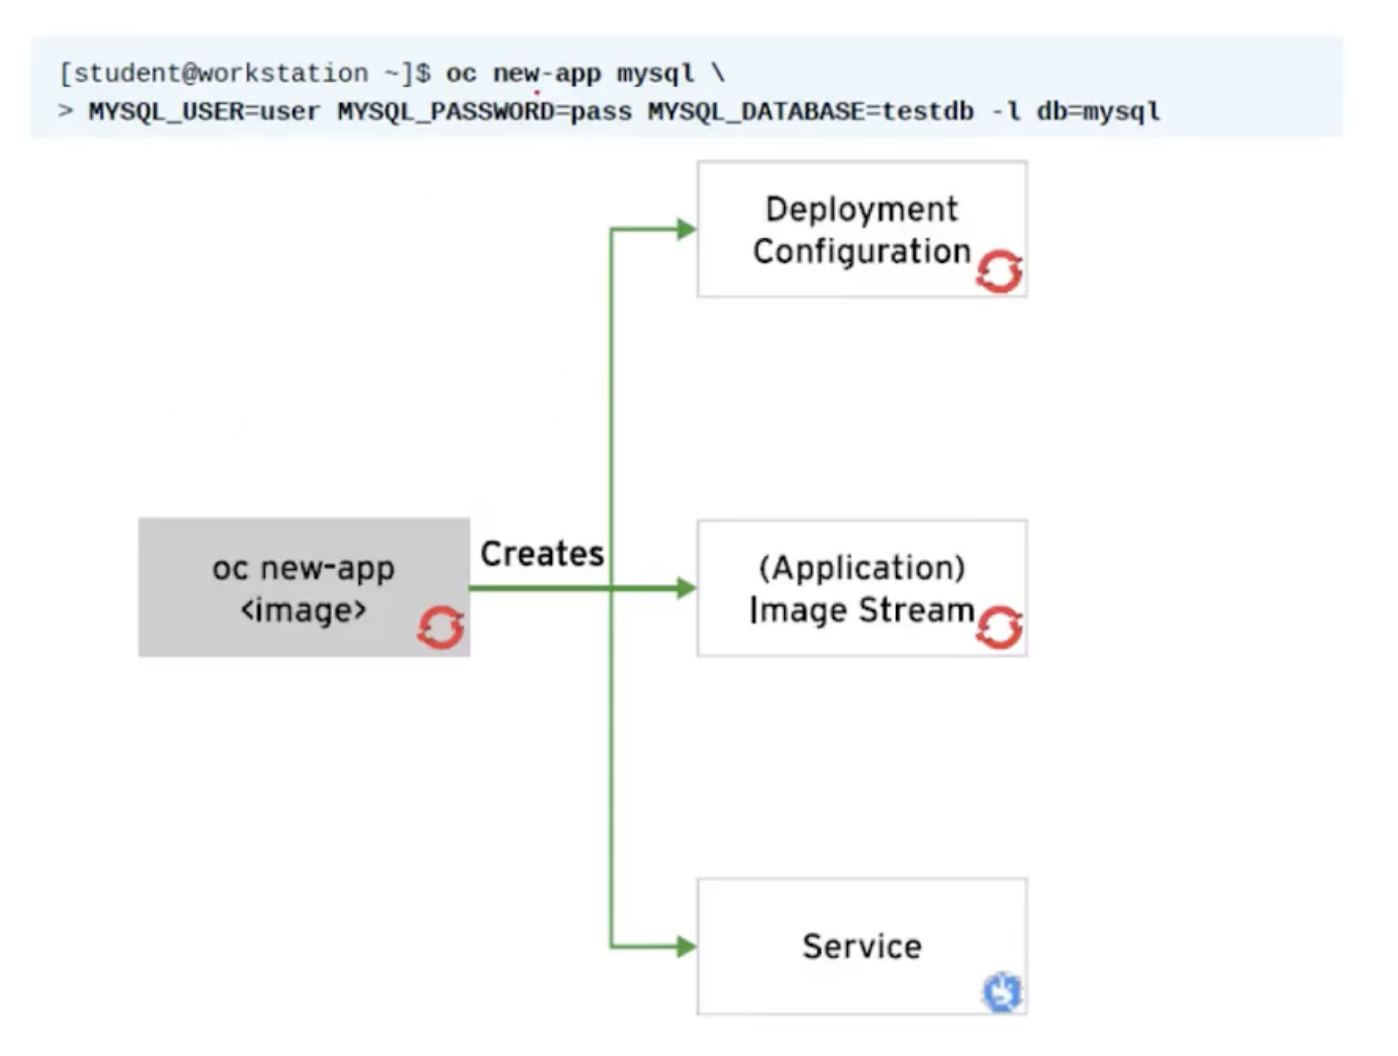 [student@workstation ~]$ oc new-app mysql \
> MYSQL_USER=user MYSQL_PASSWORD=pass MYSQL_DATABASE=testdb -l db=mysql
Deployment
Configuration
oc new-app
<image>
Creates
(Application)
Image Stream
Service